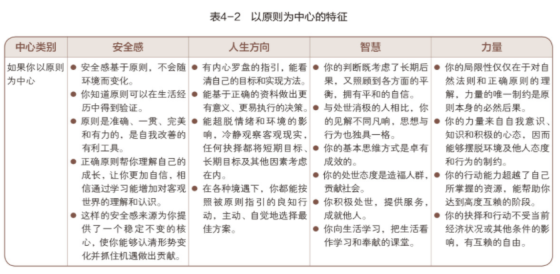 表4-2 以原则为中心的特征
中心类别
安全感
人生方向
智慧
力量
如果你以原则
为中心
● 安全感基于原则，不会随
环境而变化。
● 你知道原则可以在生活经
历中得到验证。
● 原则是准确、一贯、完美
和有力的，是自我改善的
有利工具。
● 正确原则帮你理解自己的
成长，让你更加自信，相
信通过学习能增加对客观
世界的理解和认识。
● 这样的安全感来源为你提
供了一个稳定不变的核
心，使你能够认清形势变
化并抓住机遇做出贡献。
● 有内心罗盘的指引，能看
清自己的目标和实现方法。
● 能基于正确的资料做出更
有意义、更易执行的决策。
● 能超脱情绪和环境的影
响，冷静观察客观现实，
任何抉择都将短期目标、
长期目标及其他因素考虑
在内。
● 在各种境遇下，你都能按
照被原则指引的良知行
动，主动、自觉地选择最
佳方案。
● 你的判断既考虑了长期后
果，又照顾到各方面的平
衡，拥有平和的自信。
● 与处世消极的人相比，你
的见解不同凡响，思想与
行为也独具一格。
● 你的基本思维方式是卓有
成效的。
● 你的处世态度是造福人群，
贡献社会。
● 你积极处世，提供服务，
成就他人。
● 你向生活学习，把生活看
作学习和奉献的课堂。
● 你的局限性仅仅在于对自
然法则和正确原则的理
解，力量的唯一制约是原
则本身的必然后果。
● 你的力量来自自我意识、
知识和积极的心态，因而
能够摆脱环境及他人态度
和行为的制约。
● 你的行动能力超越了自己
所掌握的资源，能帮助你
达到高度互赖的阶段。
● 你的抉择和行动不受当前
经济状况或其他条件的影
响，有互赖的自由。